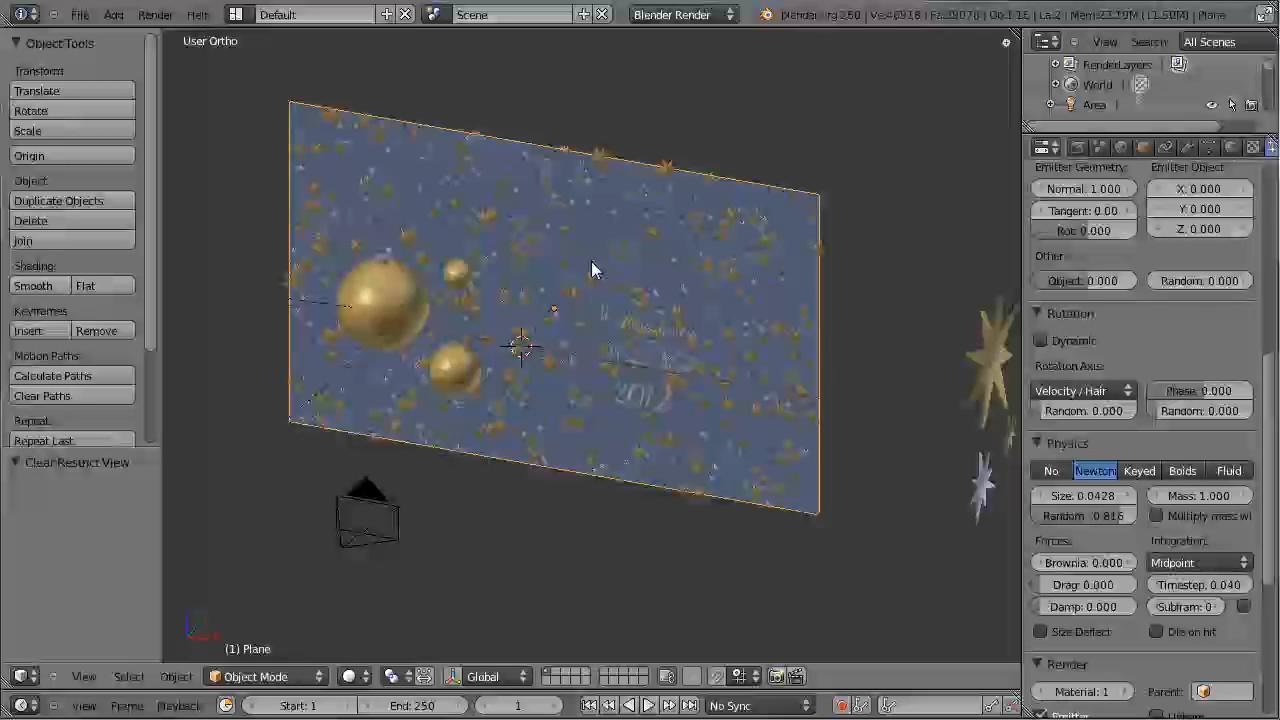 File Add Render Help Default Scene Blender Render
Object Tools
Transform
Translate
Rotate
Scale
Origin
Object:
Duplicate Objects
Delete
Join
Shading:
Smooth Flat
Keyframes
Insert Remove
Motion Paths:
Calculate Paths
Clear Paths
Repeat:
Repeat Last
Clear Restrict View
User Ortho
2012
(1) Plane
View Search All Scenes
RenderLayers
World
Area
Emitter Geometry: Emitter Object
Normal: 1.000 X: 0.000
Tangent: 0.00 Y: 0.000
Rot: 0.000 Z: 0.000
Other
Object: 0.000 Random: 0.000
Rotation
Dynamic
Rotation Axis:
Velocity / Hair Phase: 0.000
Random: 0.000 Random: 0.000
Physics
No Newton Keyed Boids Fluid
Size: 0.0428 Mass: 1.000
Random: 0.816 Multiply mass wi
Forces: Integration:
Brownia: 0.000 Midpoint
Drag: 0.000 Timestep: 0.040
Damp: 0.000 Subfram: 0
Size Deflect Die on hit
Render
Material: 1 Parent:
Emitter
View Select Object Object Mode Global
View Frame Playback Start: End: 250 1 No Sync